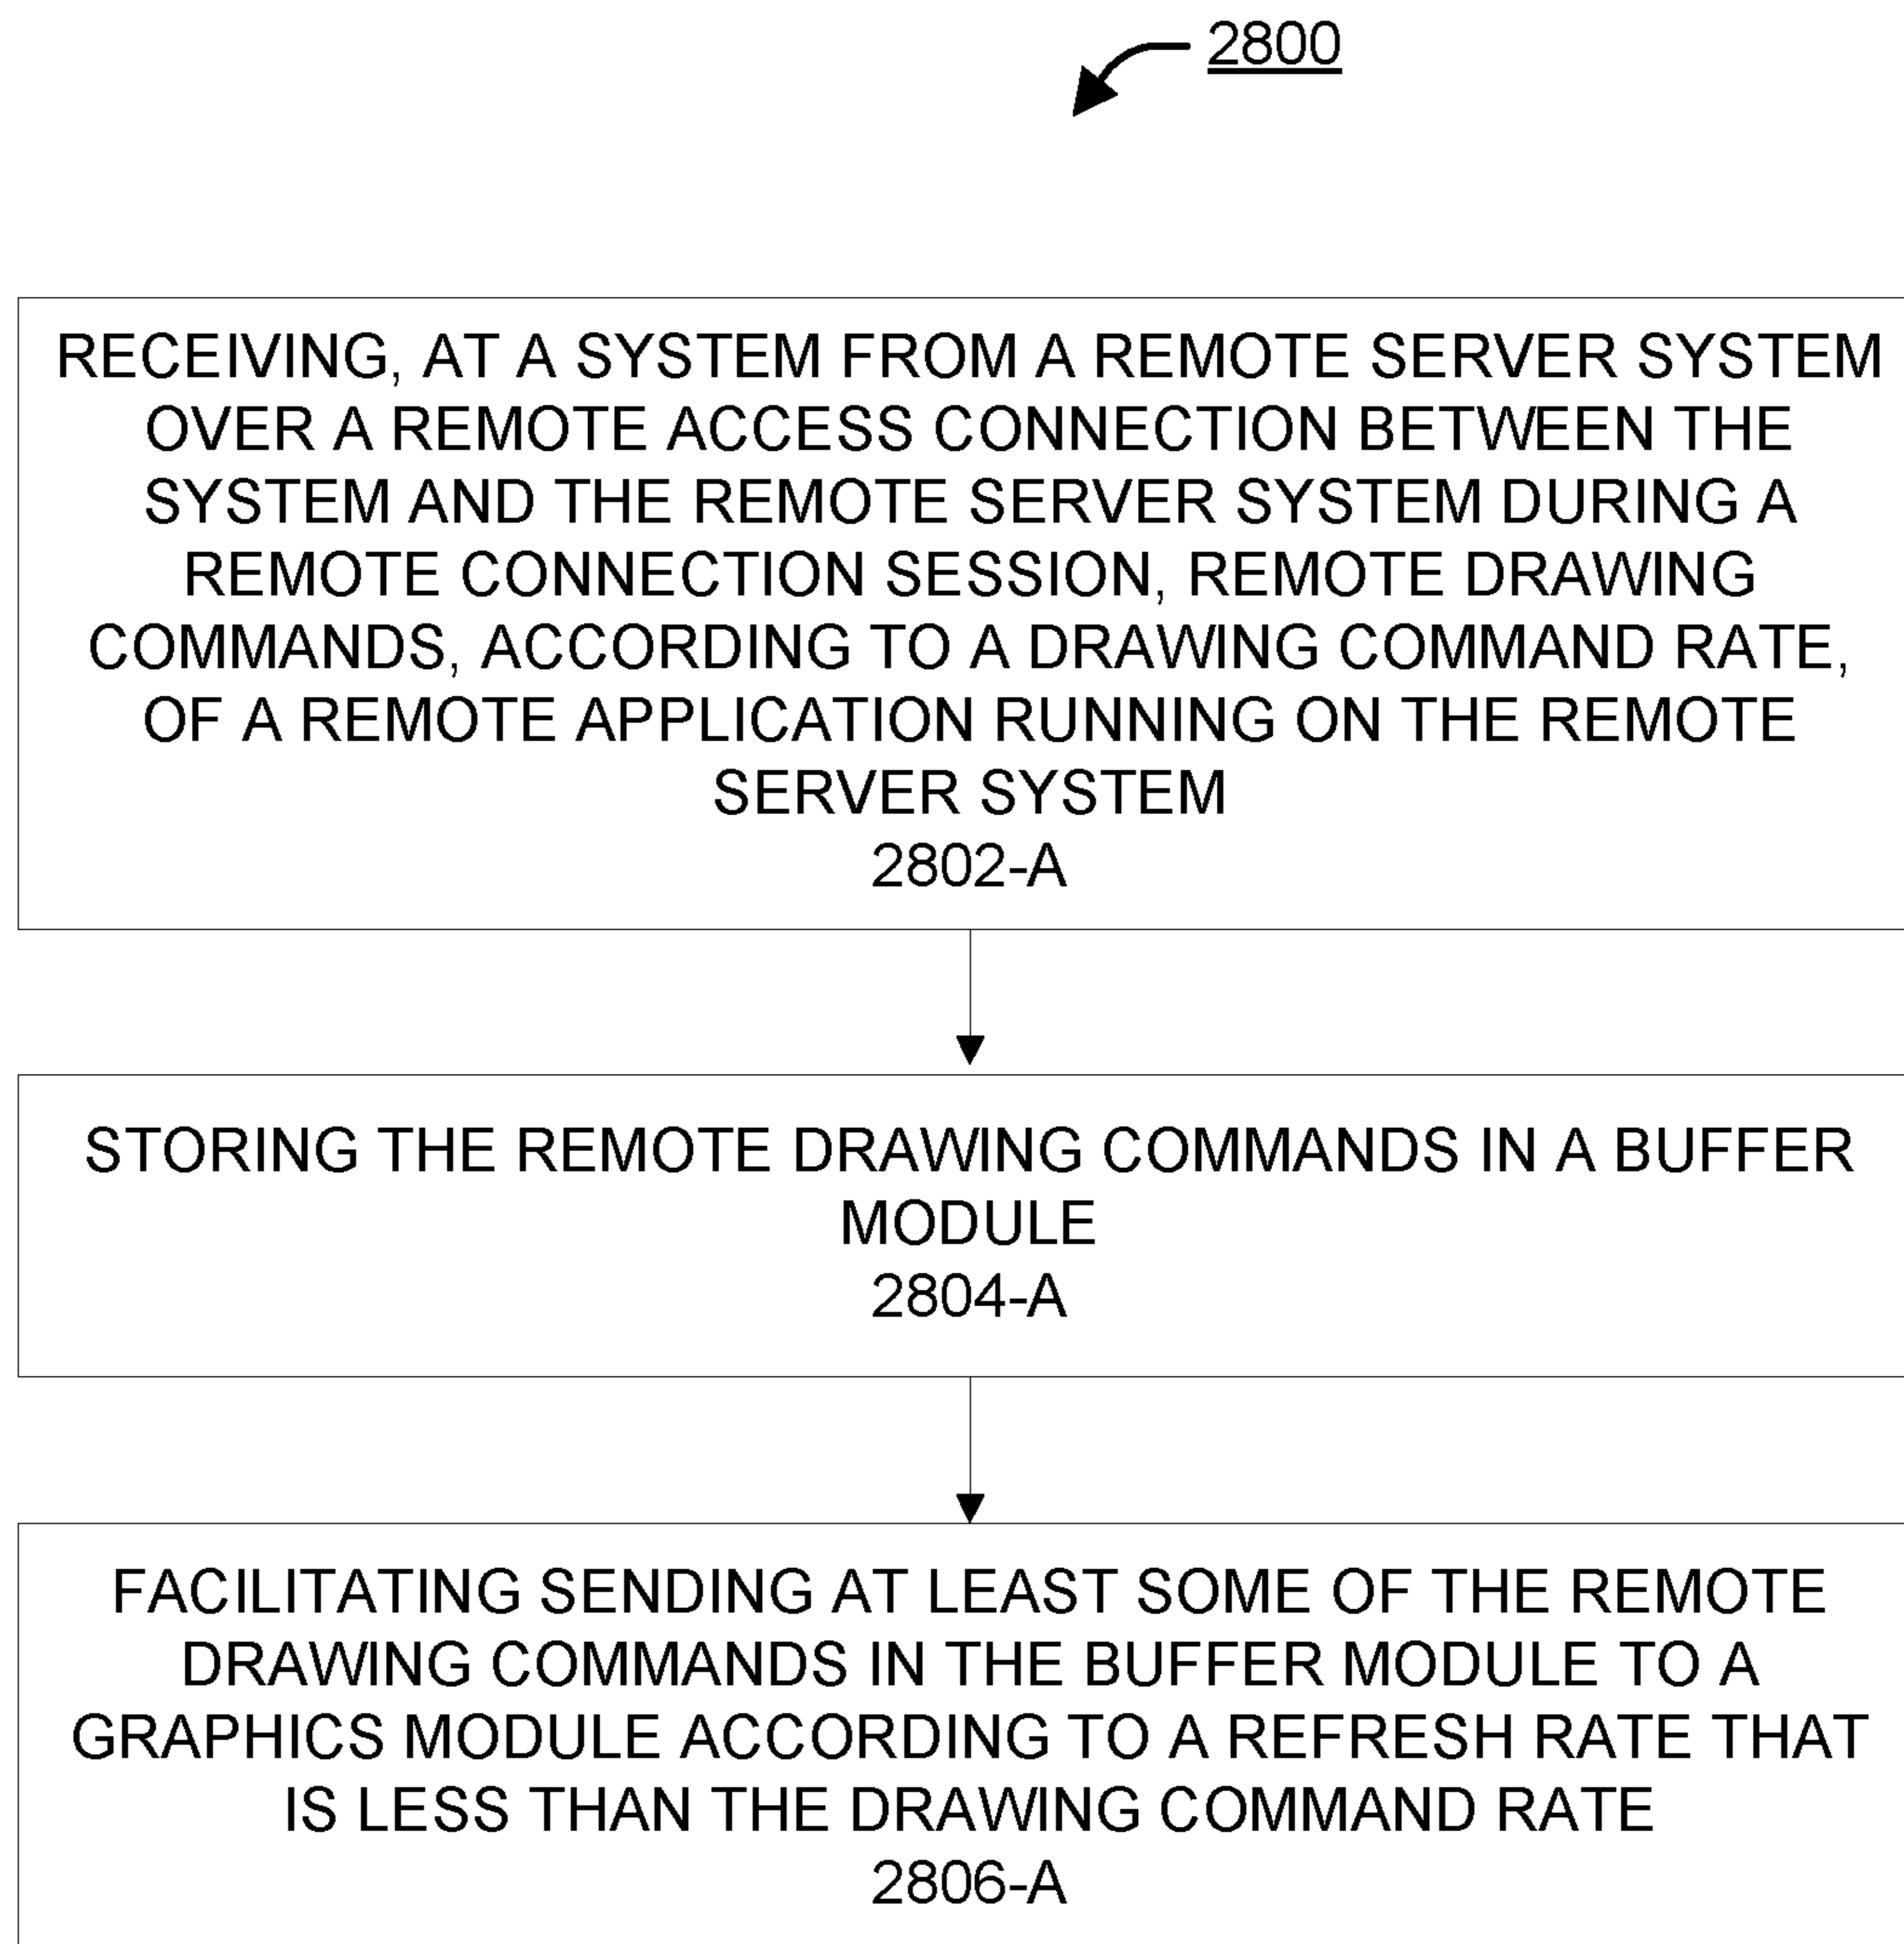 2800
RECEIVING, AT A SYSTEM FROM A REMOTE SERVER SYSTEM
OVER A REMOTE ACCESS CONNECTION BETWEEN THE
SYSTEM AND THE REMOTE SERVER SYSTEM DURING A
REMOTE CONNECTION SESSION, REMOTE DRAWING
COMMANDS, ACCORDING TO A DRAWING COMMAND RATE,
OF A REMOTE APPLICATION RUNNING ON THE REMOTE
SERVER SYSTEM
2802-A
STORING THE REMOTE DRAWING COMMANDS IN A BUFFER
MODULE
2804-A
FACILITATING SENDING AT LEAST SOME OF THE REMOTE
DRAWING COMMANDS IN THE BUFFER MODULE TO A
GRAPHICS MODULE ACCORDING TO A REFRESH RATE THAT
IS LESS THAN THE DRAWING COMMAND RATE
2806-A